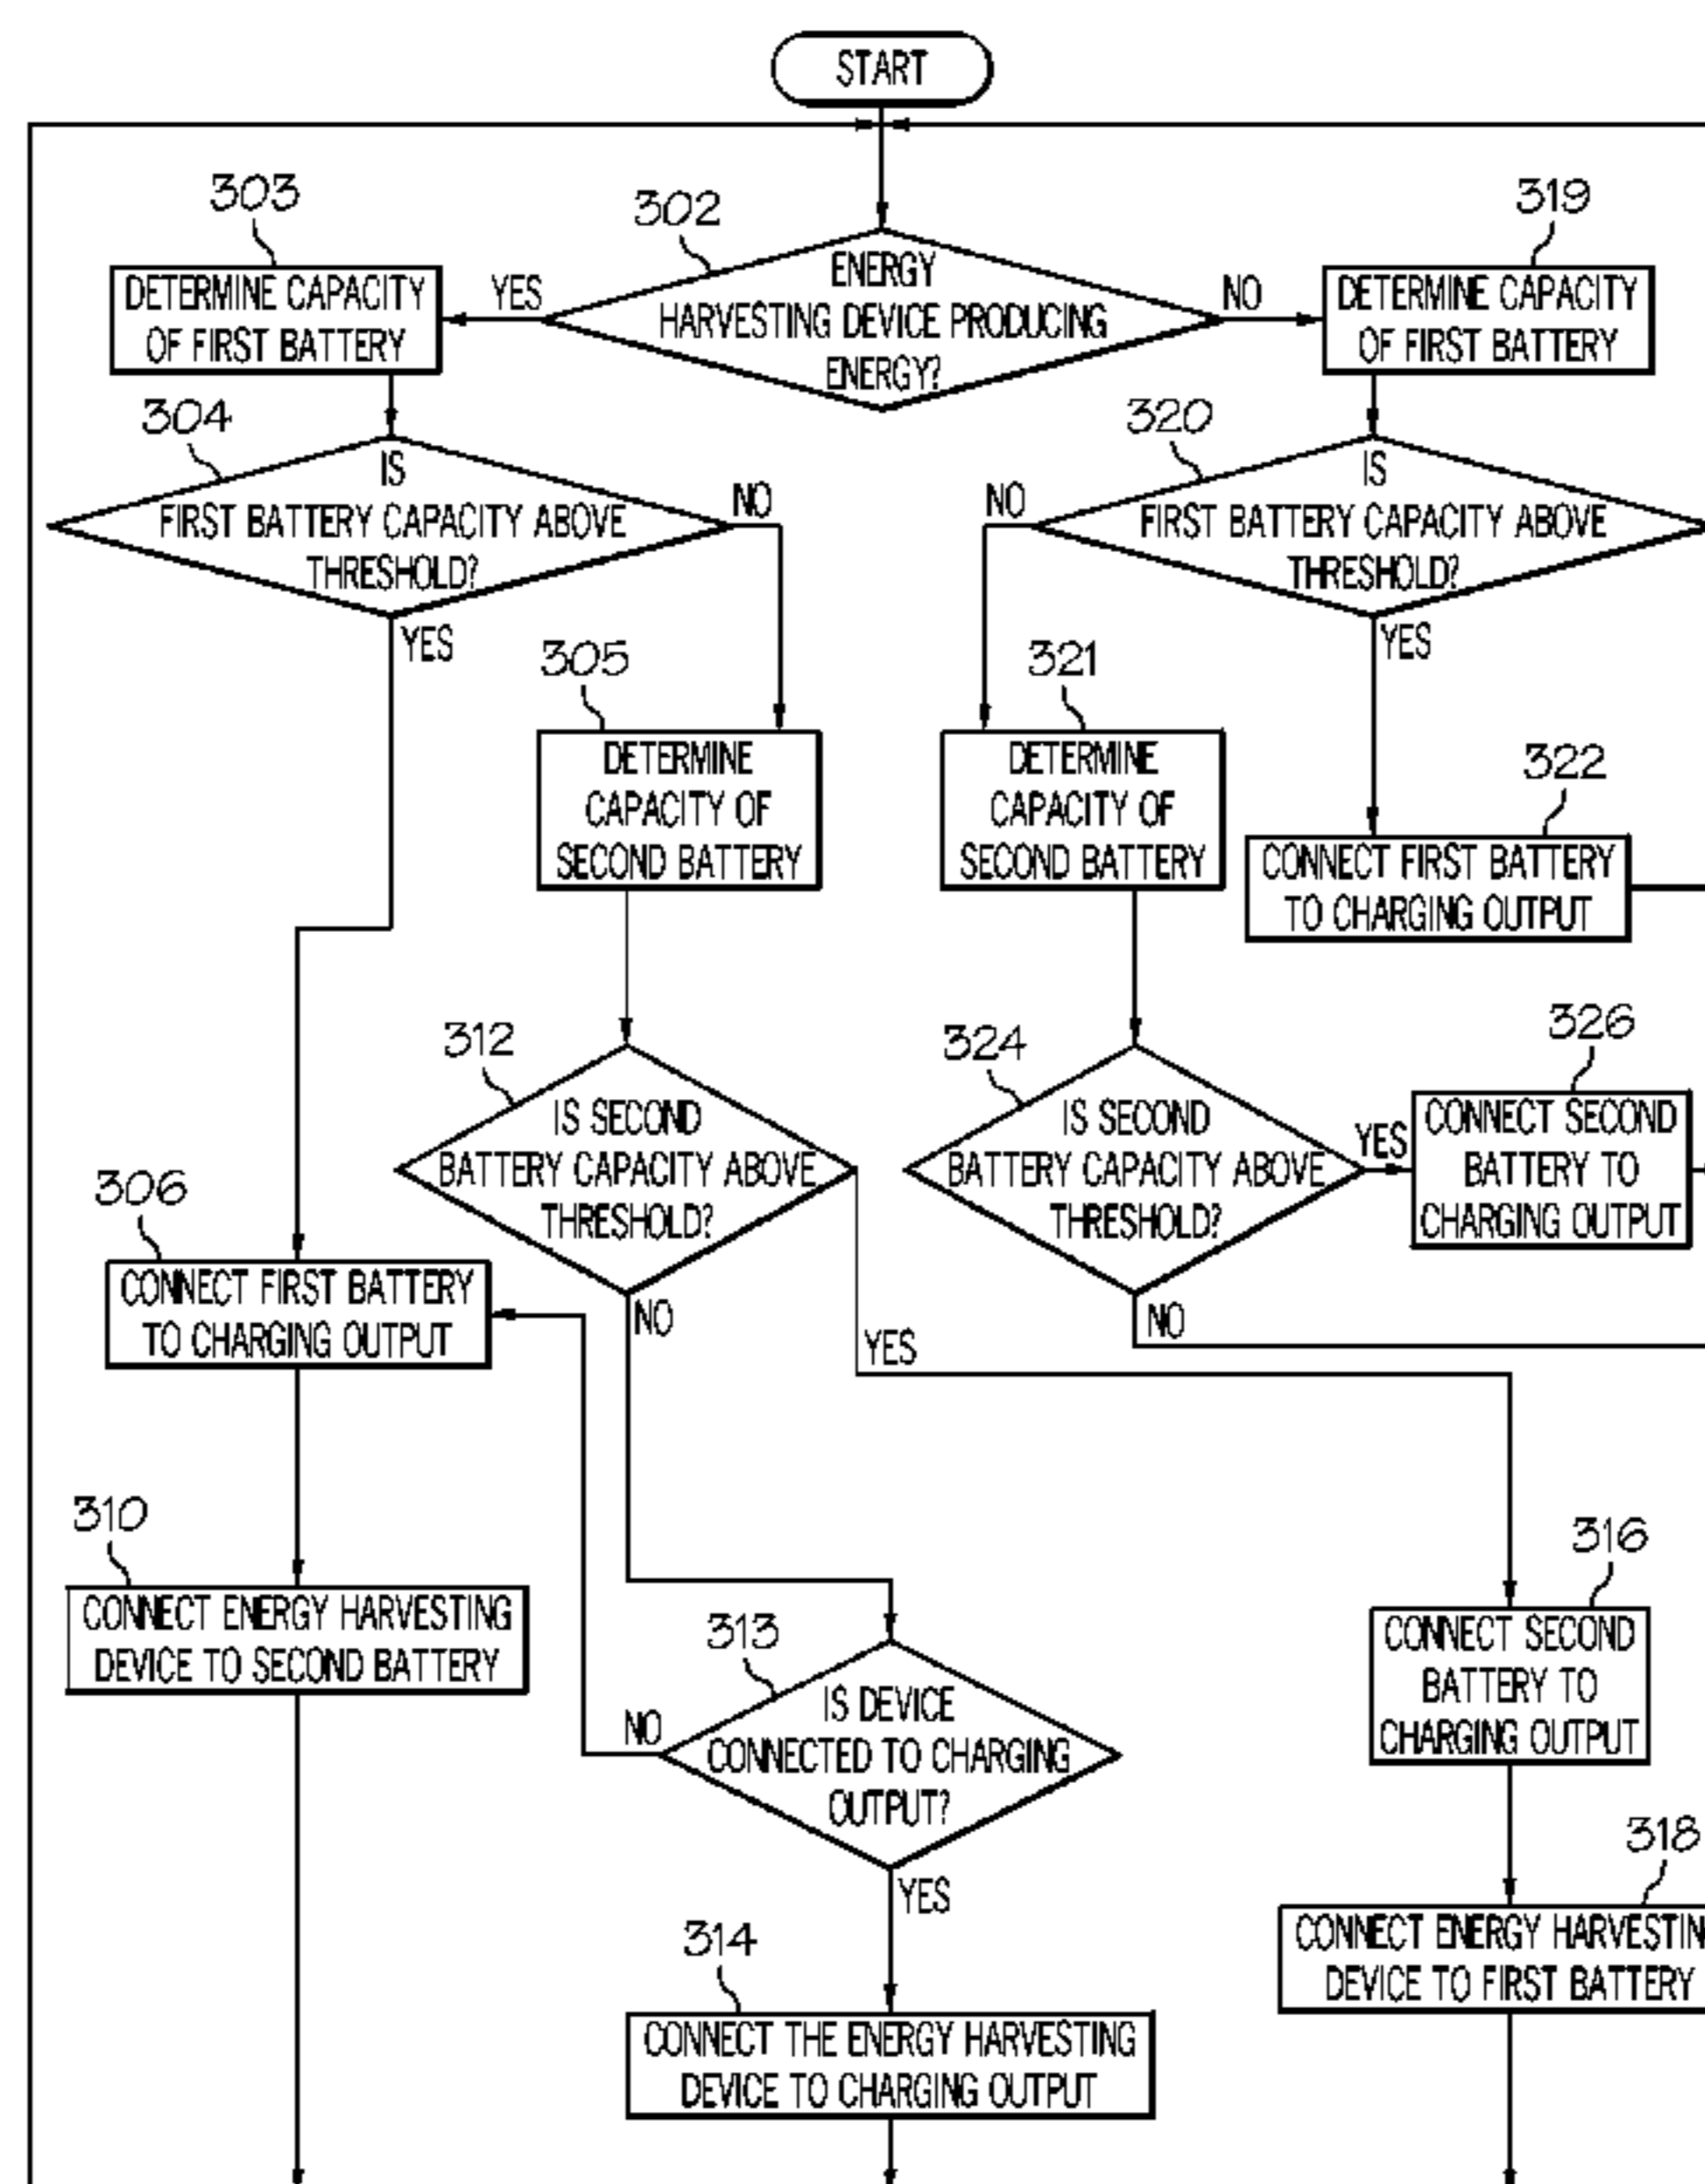 START
303
302
319
DETERMINE CAPACITY
OF FIRST BATTERY
YES
ENERGY
HARVESTING DEVICE PRODUCING
ENERGY?
NO
DETERMINE CAPACITY
OF FIRST BATTERY
304
IS
FIRST BATTERY CAPACITY ABOVE
THRESHOLD?
NO
YES
320
NO
IS
FIRST BATTERY CAPACITY ABOVE
THRESHOLD?
YES
305
DETERMINE
CAPACITY OF
SECOND BATTERY
321
DETERMINE
CAPACITY OF
SECOND BATTERY
322
CONNECT FIRST BATTERY
TO CHARGING OUTPUT
312
IS SECOND
BATTERY CAPACITY ABOVE
THRESHOLD?
NO
YES
324
IS SECOND
BATTERY CAPACITY ABOVE
THRESHOLD?
YES
NO
326
CONNECT SECOND
BATTERY TO
CHARGING OUTPUT
306
CONNECT FIRST BATTERY
TO CHARGING OUTPUT
310
CONNECT ENERGY HARVESTING
DEVICE TO SECOND BATTERY
313
NO
IS DEVICE
CONNECTED TO CHARGING
OUTPUT?
YES
316
CONNECT SECOND
BATTERY TO
CHARGING OUTPUT
314
CONNECT THE ENERGY HARVESTING
DEVICE TO CHARGING OUTPUT
318
CONNECT ENERGY HARVESTIN
DEVICE TO FIRST BATTERY